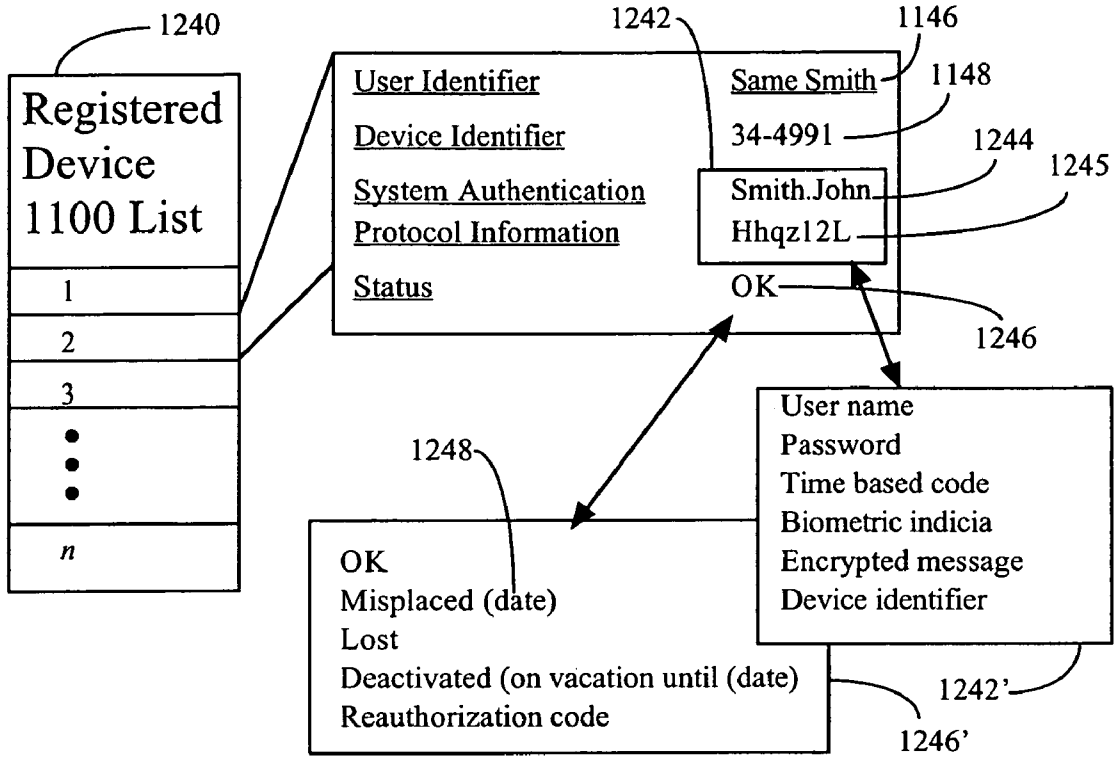 1240
Registered
Device
1100 List
1
2
3
n
1242
1146
1148
1244
1245
User Identifier Same Smith
Device Identifier 34-4991
System Authentication Smith.John
Protocol Information Hhqz12L
Status OK
1246
User name
Password
Time based code
Biometric indicia
Encrypted message
Device identifier
1242’
1248
OK
Misplaced (date)
Lost
Deactivated (on vacation until (date)
Reauthorization code
1246’